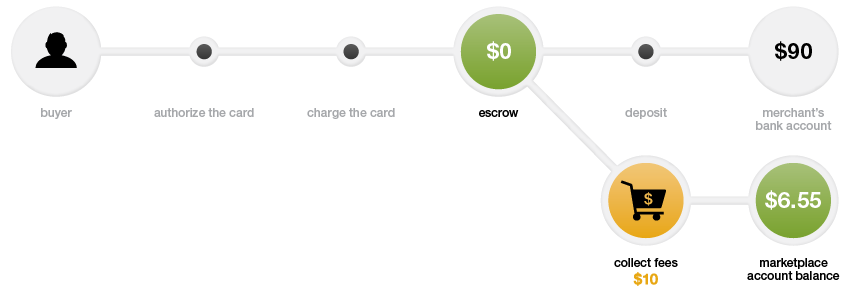 $0
$90
buyer
authorize the card
charge the card
escrow
deposit
merchant's
bank account
$
$6.55
collect fees
$10
marketplace
account balance